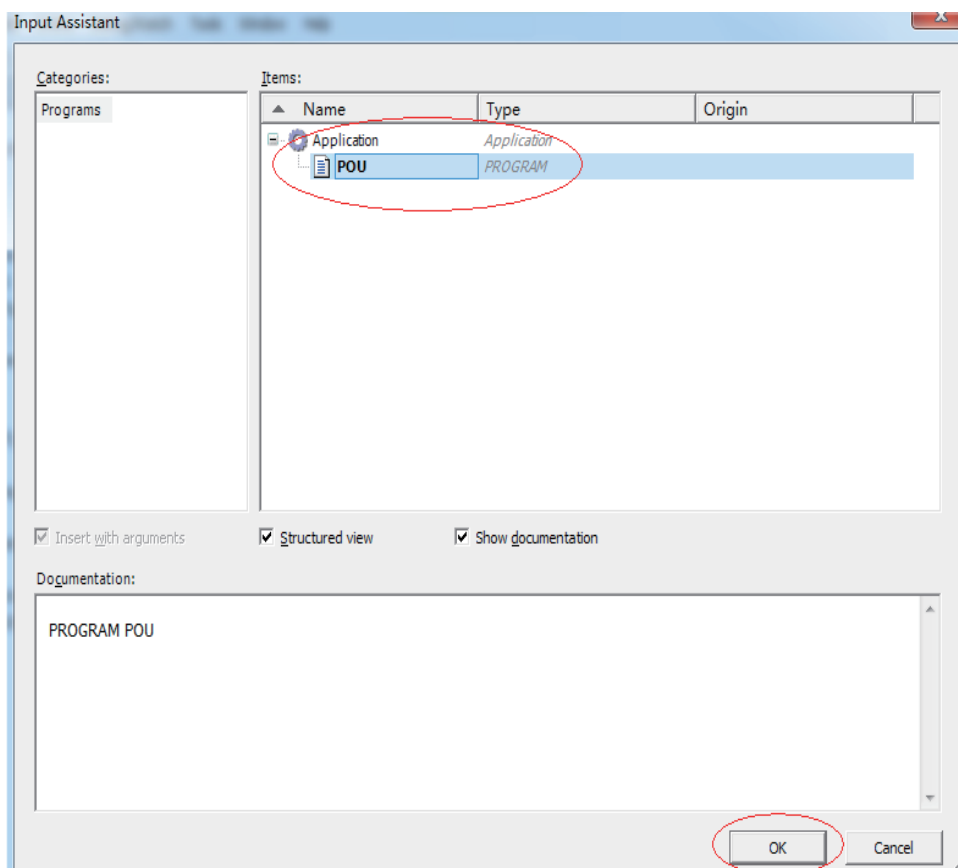 Input Assistant
Categories:
Items:
Programs
Name Type Origin
Application Application
POU PROGRAM
Insert with arguments Structured view Show documentation
Documentation:
PROGRAM POU
OK Cancel